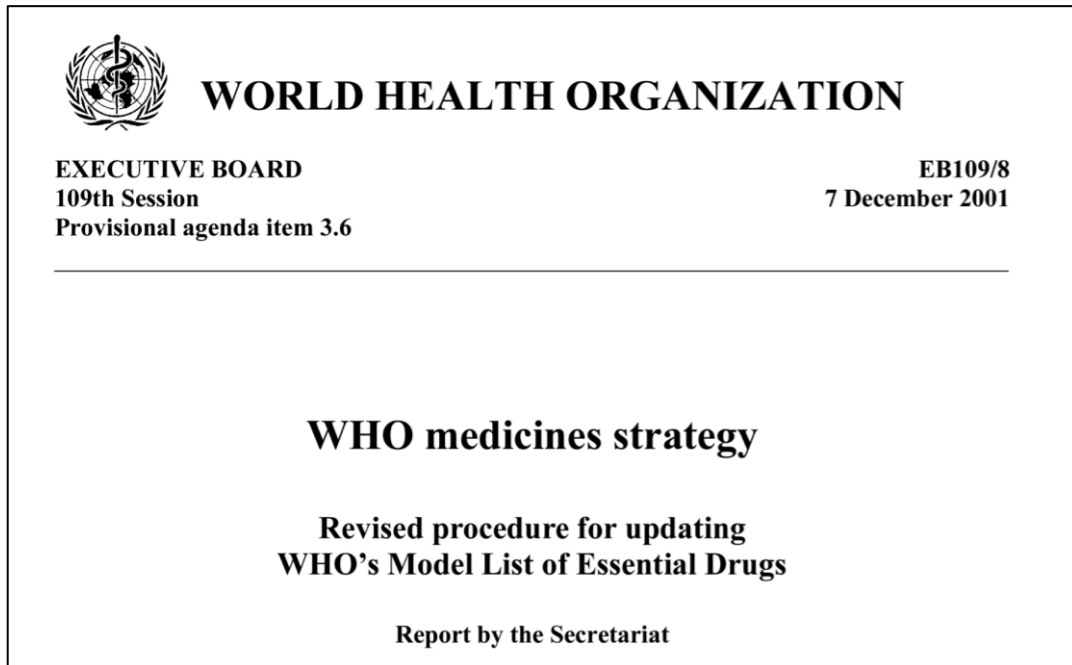 WORLD HEALTH ORGANIZATION
EXECUTIVE BOARD
EB109/8
109th Session
7 December 2001
Provisional agenda item 3.6
WHO medicines strategy
Revised procedure for updating
WHO’s Model List of Essential Drugs
Report by the Secretariat